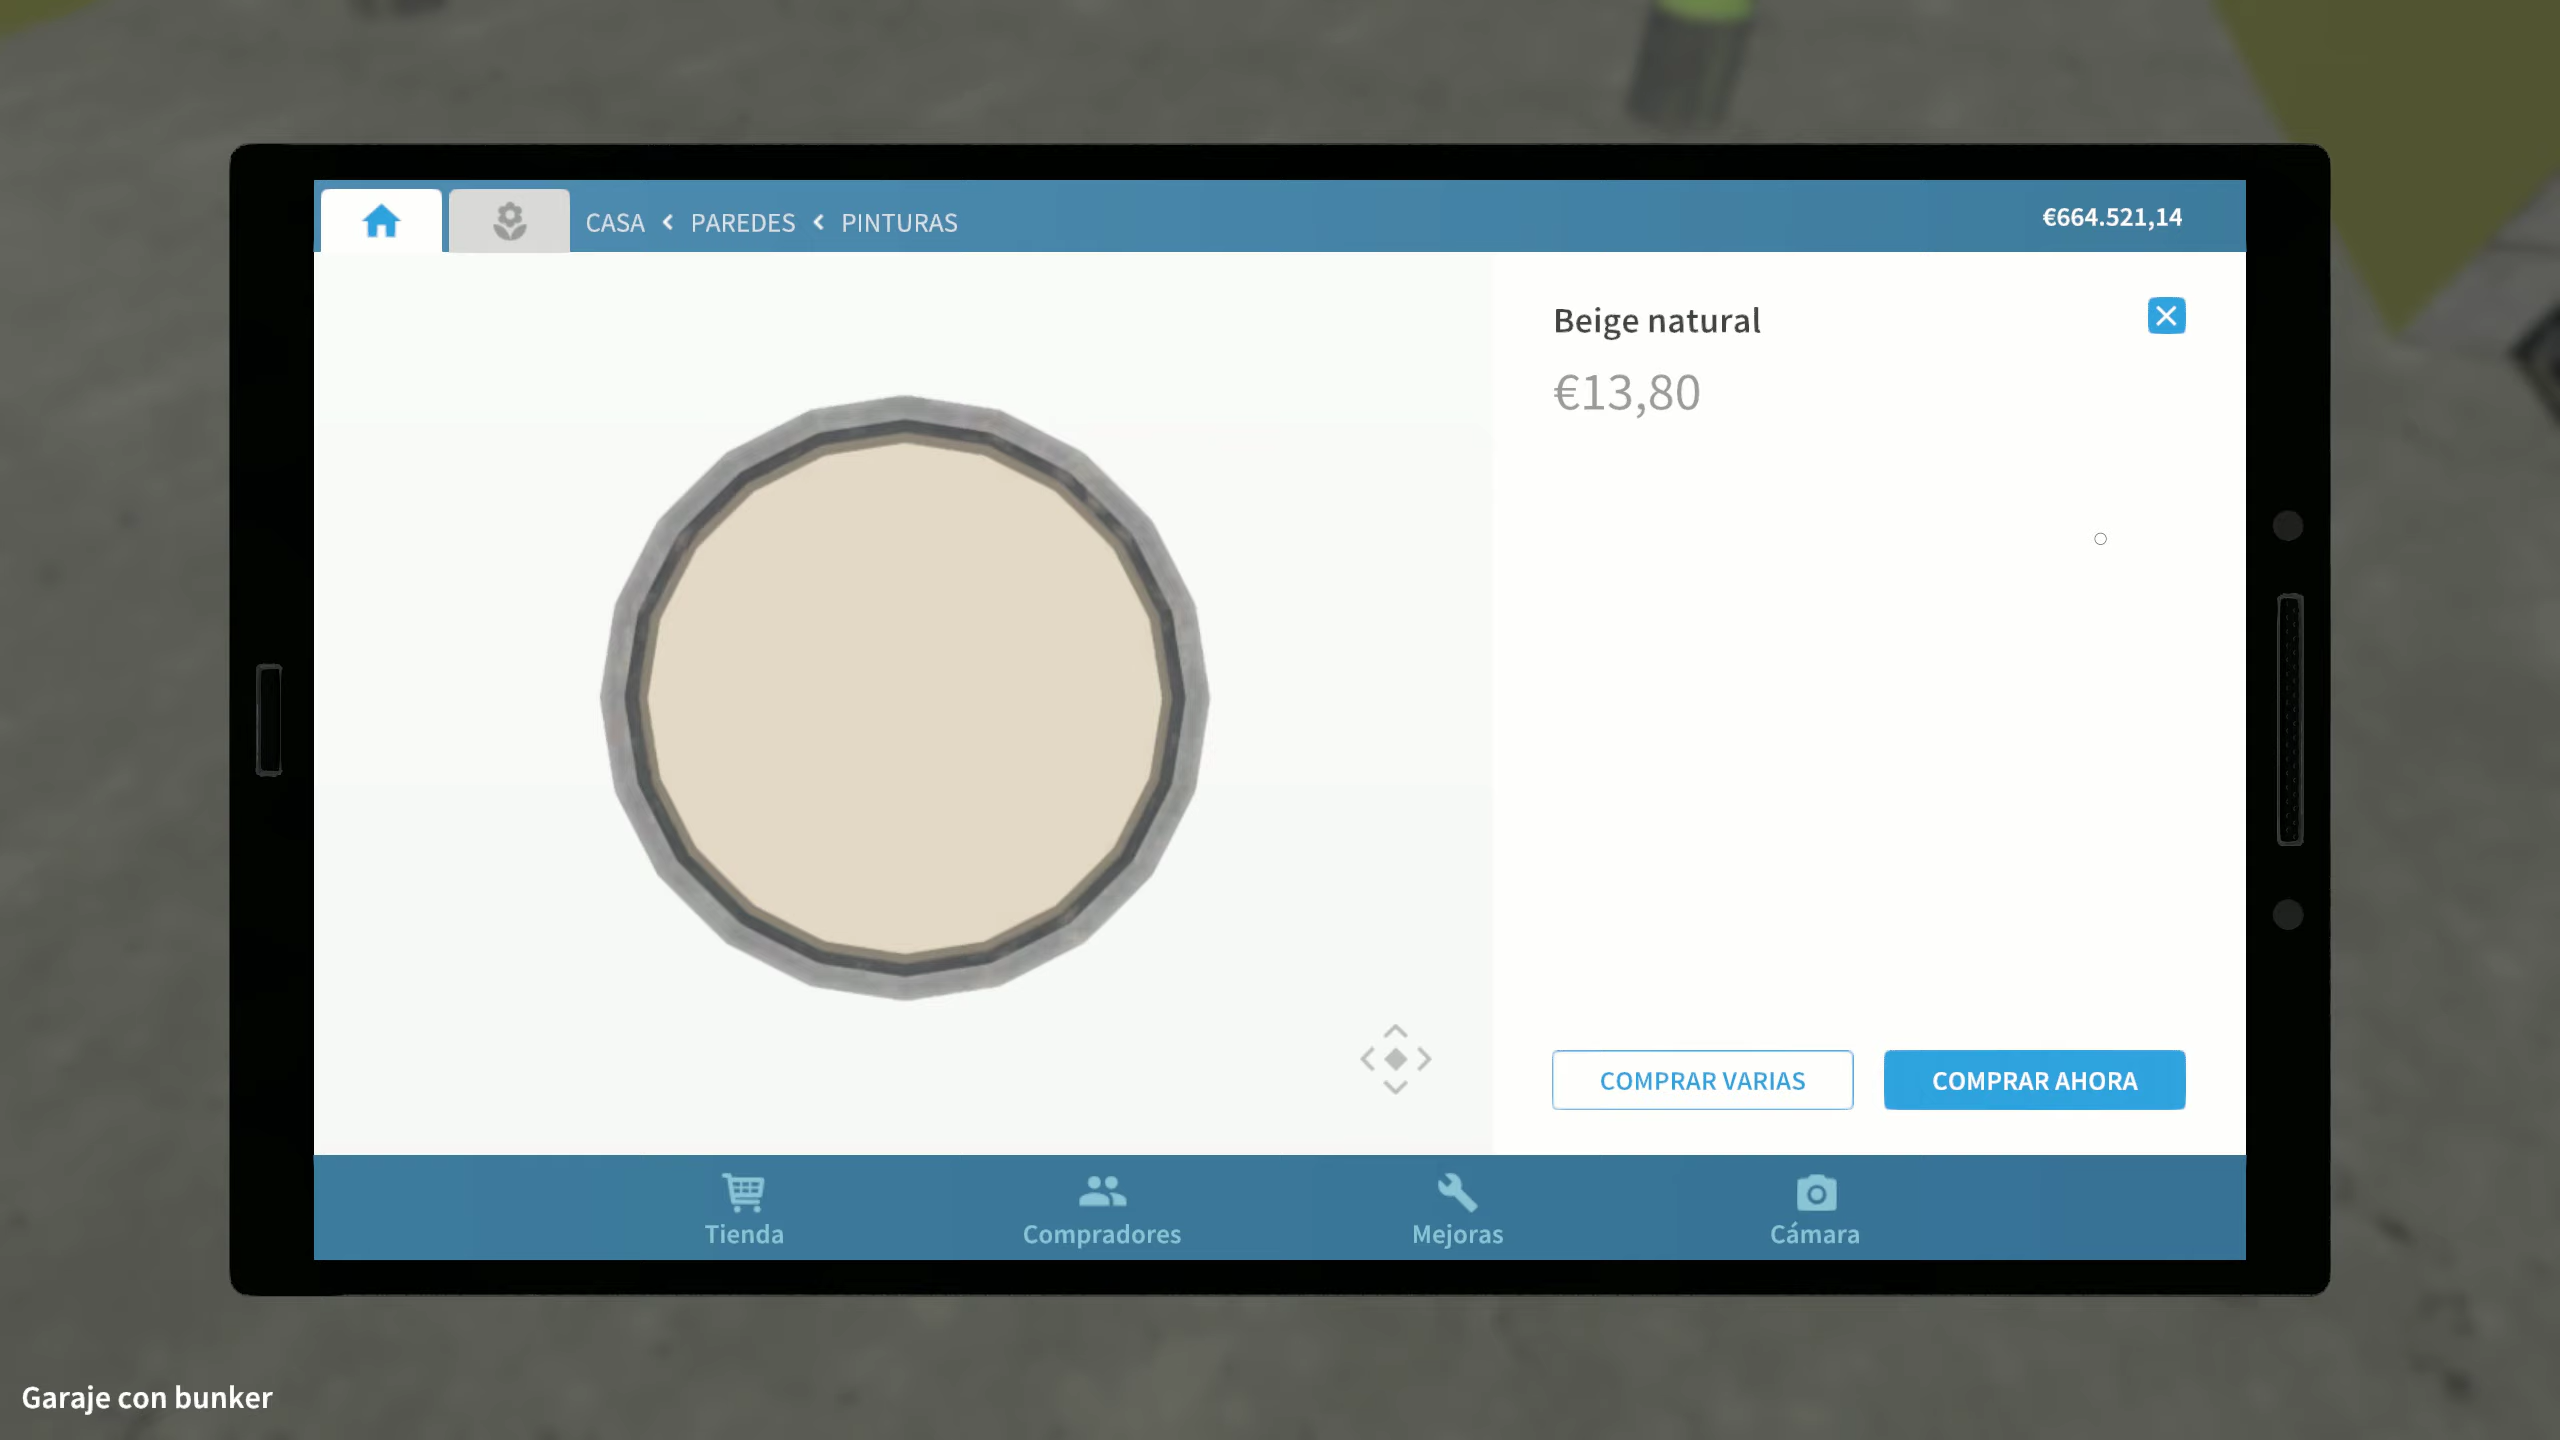 CASA < PAREDES < PINTURAS
€664.521,14
Beige natural
€13,80
COMPRAR VARIAS
COMPRAR AHORA
Tienda
Compradores
Mejoras
Cámara
Garaje con bunker